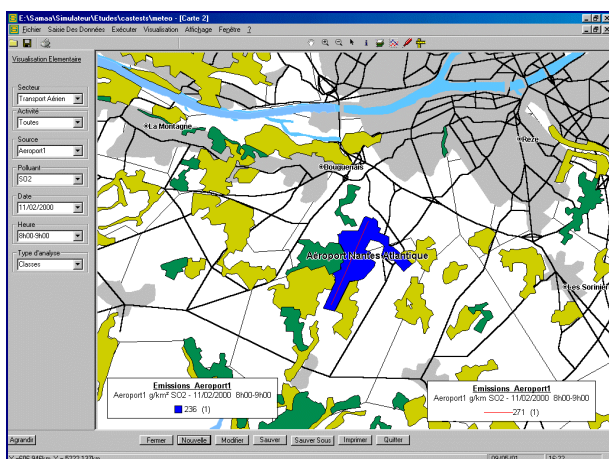 E:\Samaa\Simulateur\Etudes\castests\meteo - [Carte 2]
Fichier Saisie Des Données Exécuter Visualisation Affichage Fenêtre ?
Visualisation Elementaire
Secteur
Transport Aérien
Activité
Toutes
Source
Aeroport1
Polluant
SO2
Date
11/02/2000
Heure
8h00-9h00
Type d'analyse
Classes
La Montagne
Rezé
Bouguenais
Aéroport Nantes Atlantique
Les Sorinier
Emissions Aeroport1
Aeroport1 g/km² SO2 - 11/02/2000 8h00-9h00
236 (1)
Emissions Aeroport1
Aeroport1 g/km SO2 - 11/02/2000 8h00-9h00
271 (1)
Agrandir
Fermer Nouvelle Modifier Sauver Sauver Sous Imprimer Quitter